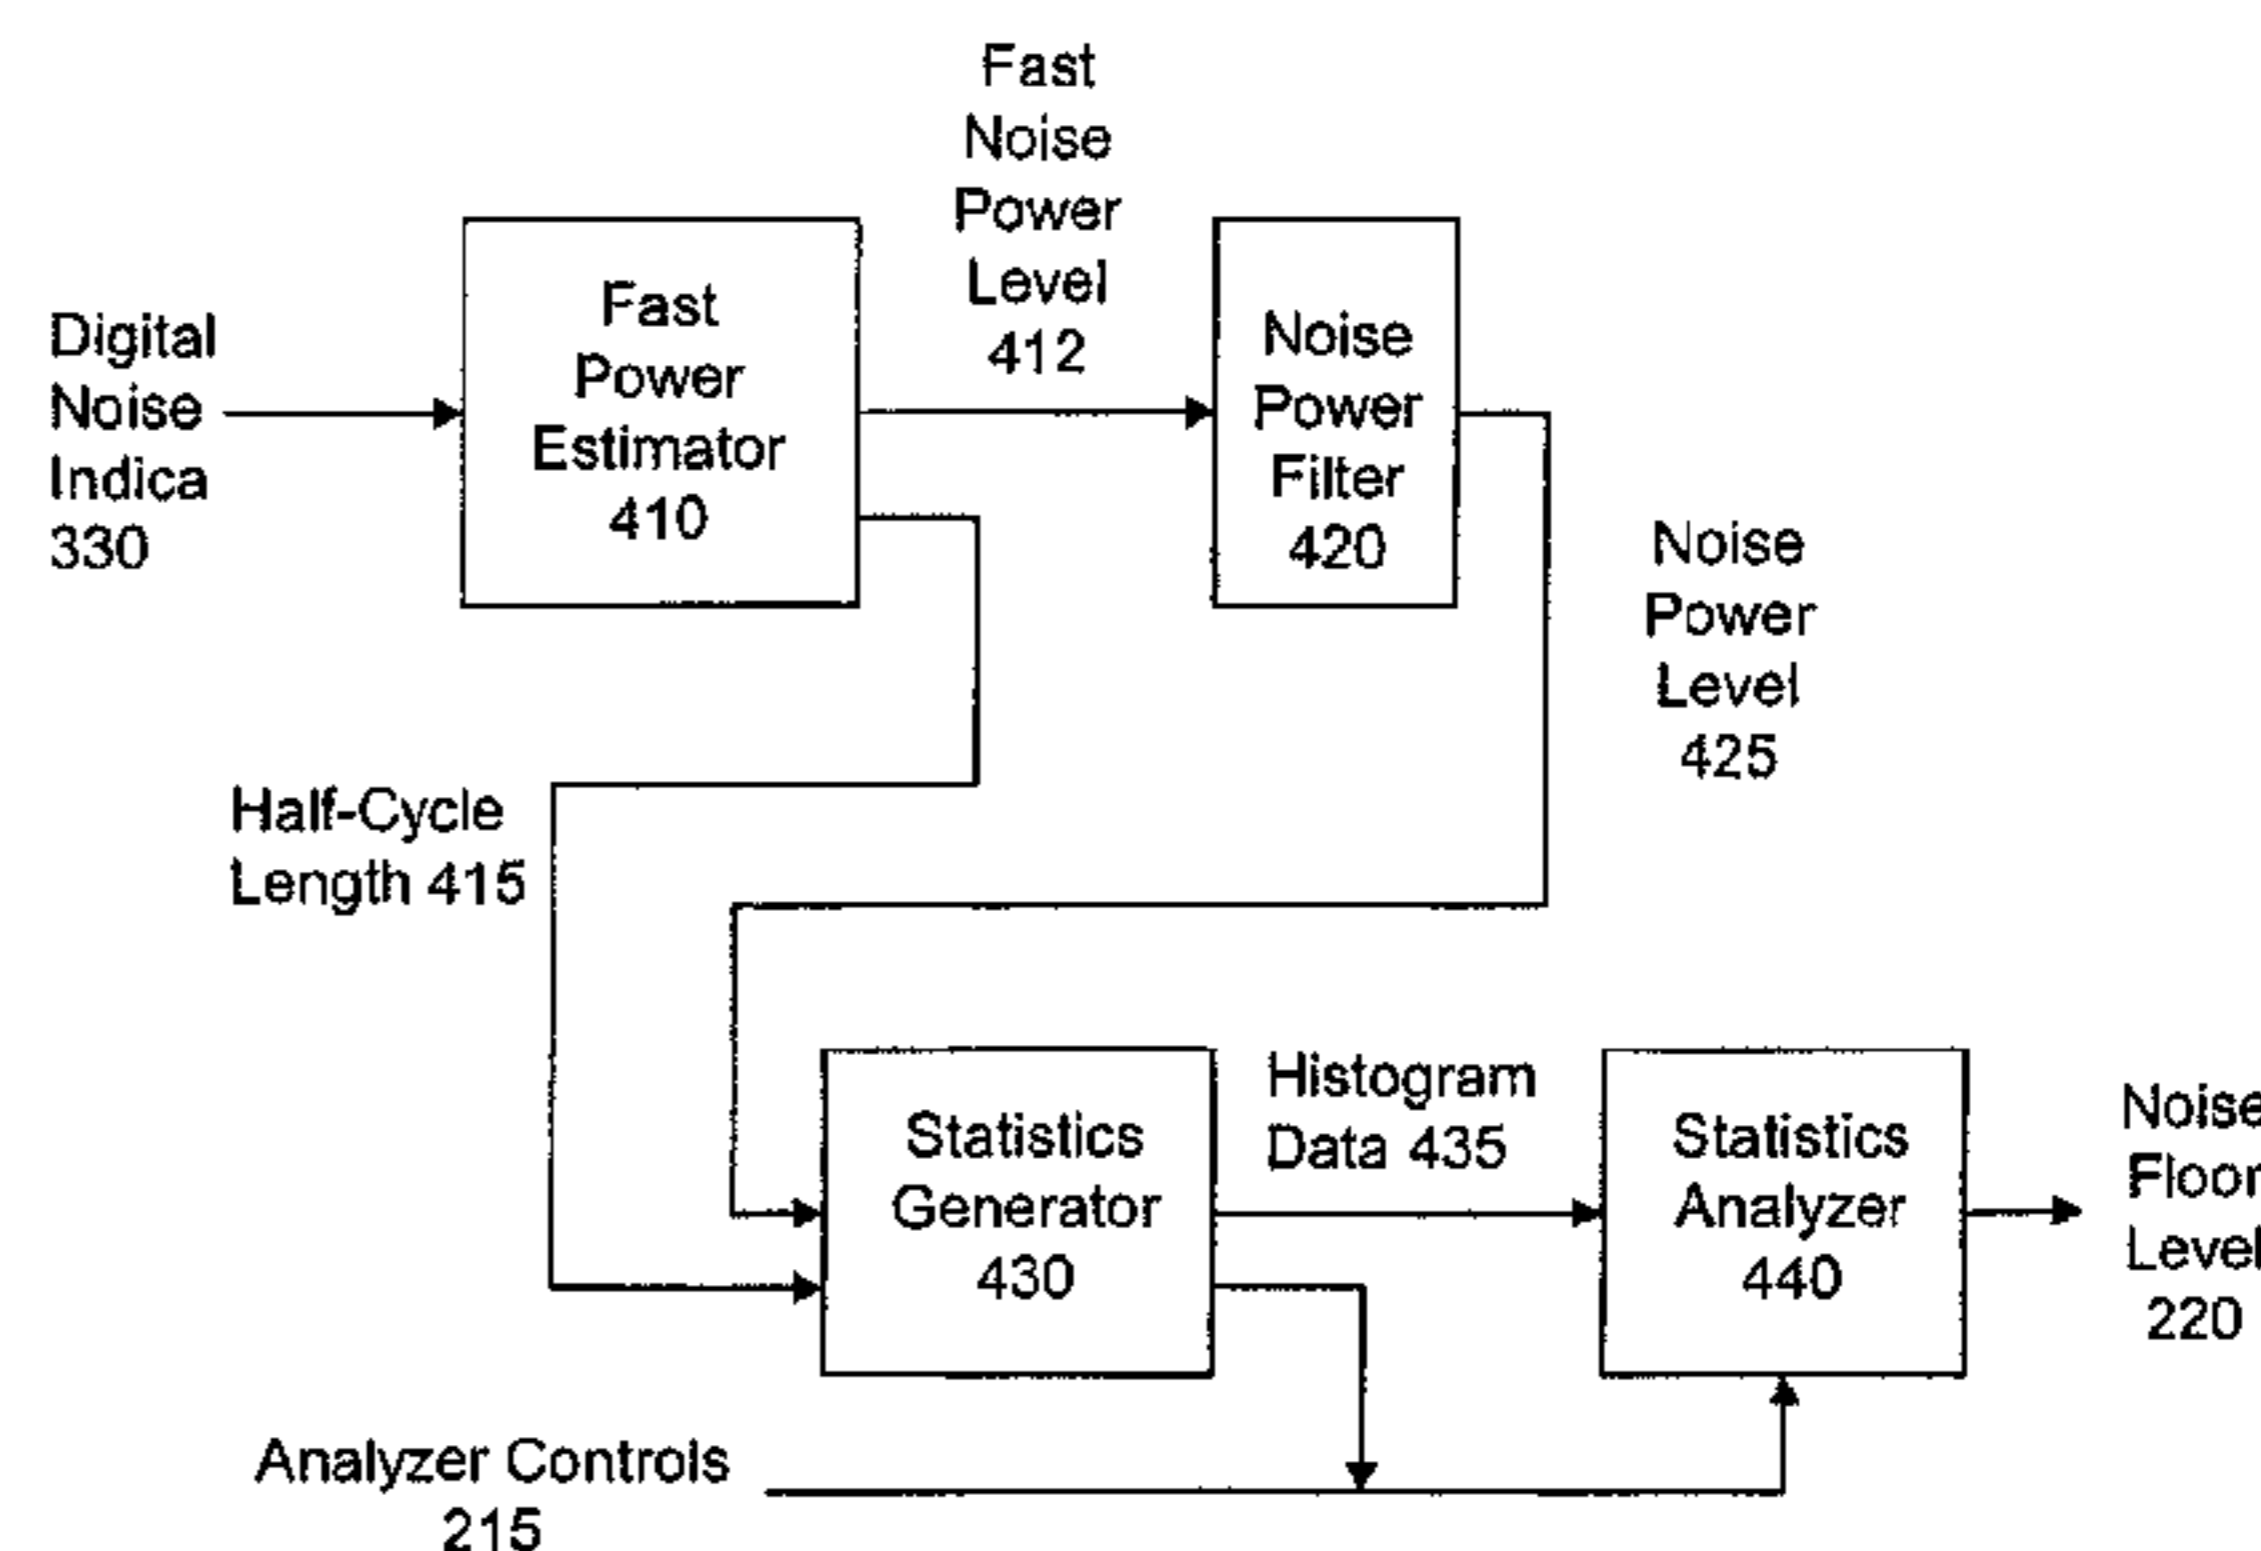 Fast
Noise
Power
Level
412
Digital
Noise
Indica
330
Fast
Power
Estimator
410
Noise
Power
Filter
420
Noise
Power
Level
425
Half-Cycle
Length 415
Statistics
Generator
430
Histogram
Data 435
Statistics
Analyzer
440
Noise
Floor
Level
220
Analyzer Controls
215